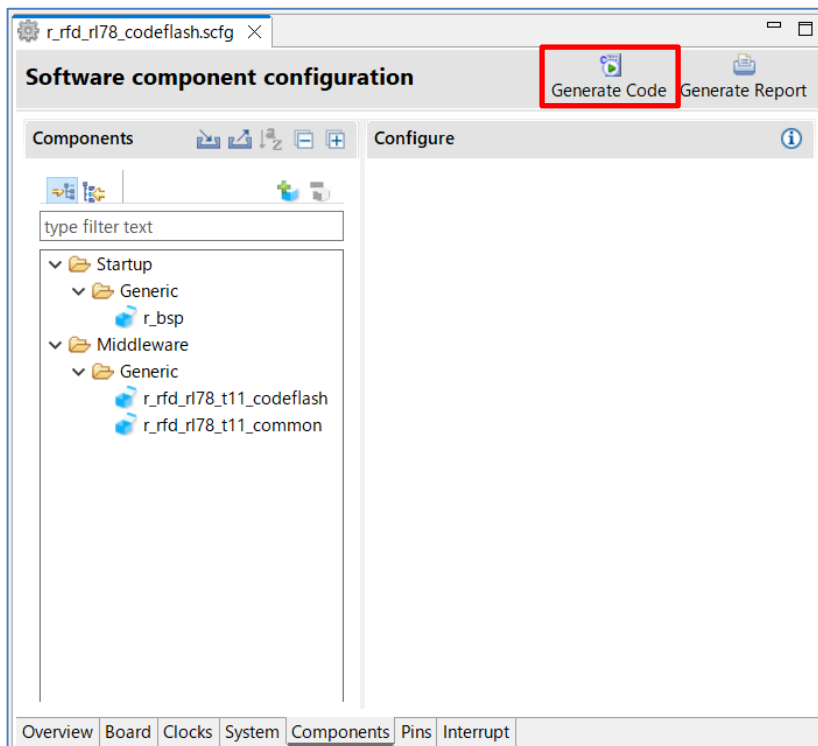 r_rfd_rl78_codeflash.scfg
Software component configuration
Generate Code
Generate Report
Components
Configure
type filter text
Startup
Generic
r_bsp
Middleware
Generic
r_rfd_rl78_t11_codeflash
r_rfd_rl78_t11_common
Overview Board Clocks System Components Pins Interrupt